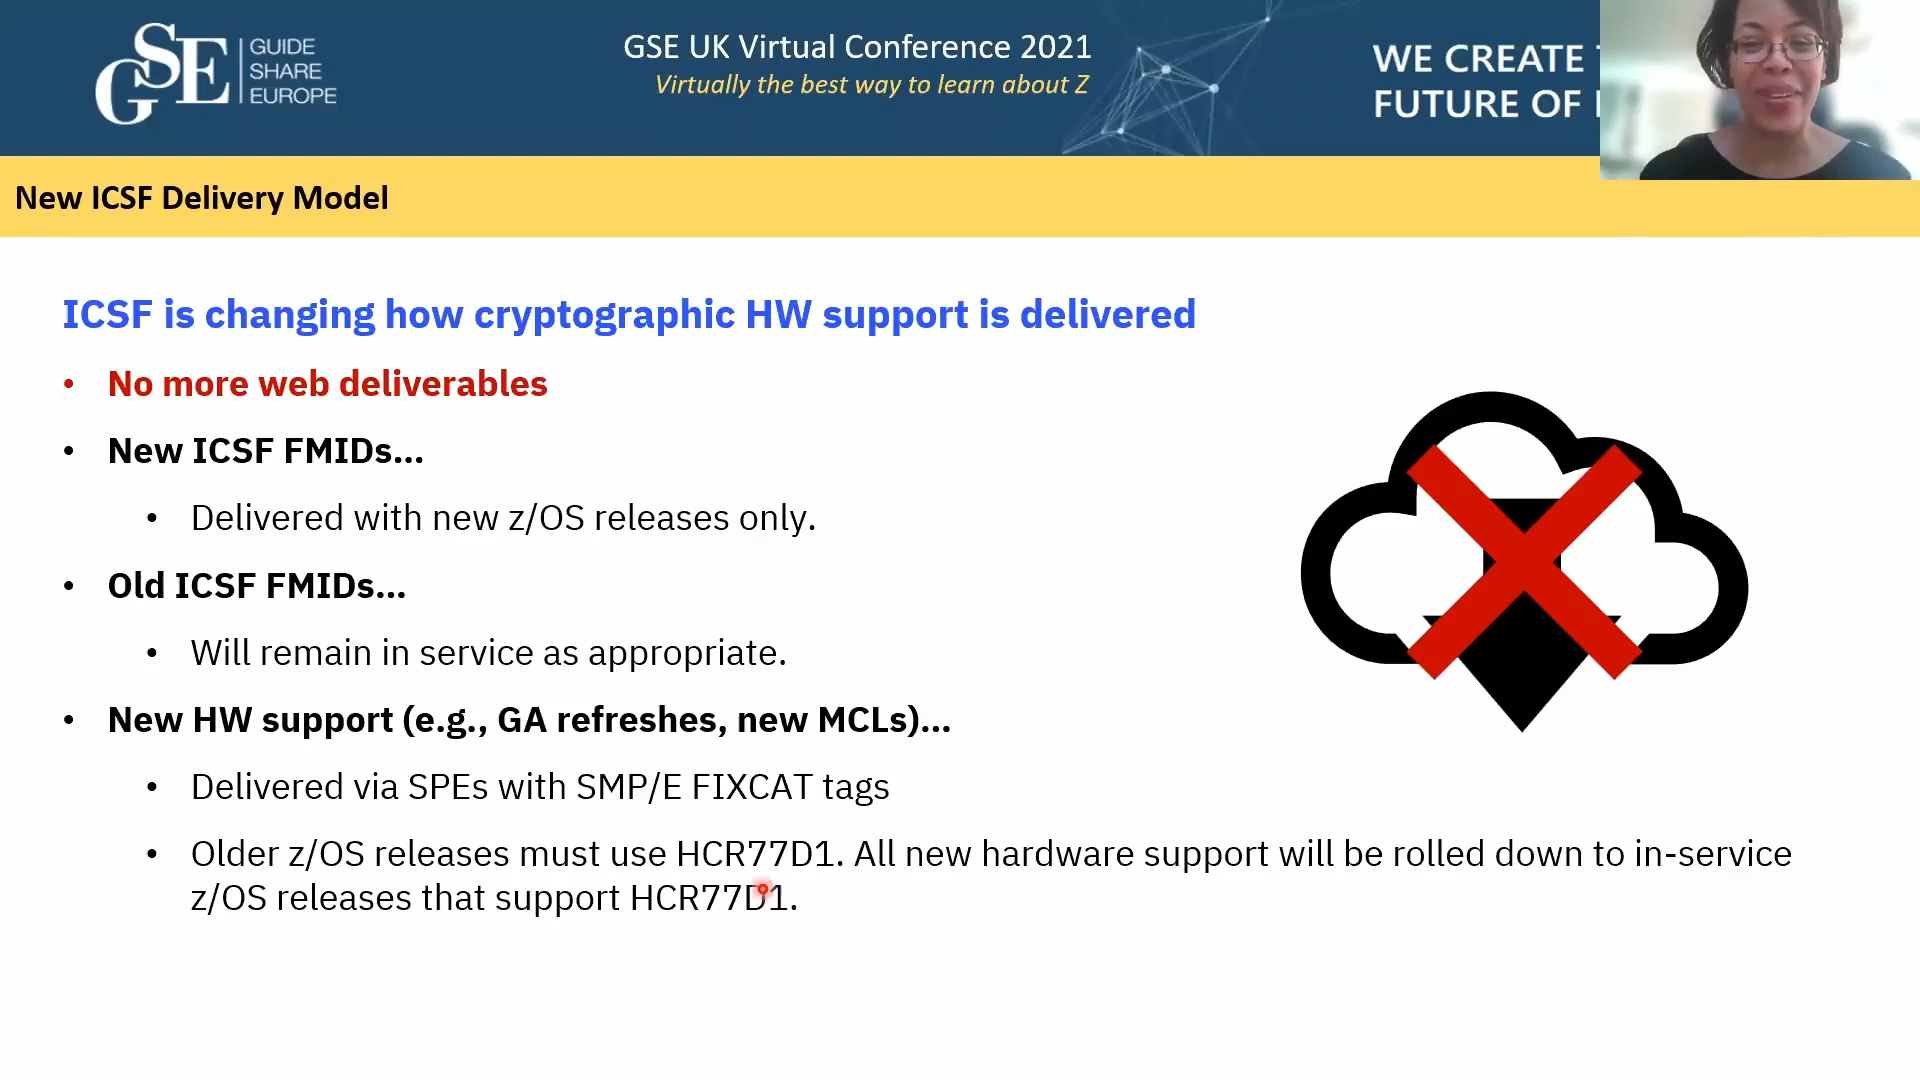 GSE
GUIDE
SHARE
EUROPE
GSE UK Virtual Conference 2021
Virtually the best way to learn about Z
WE CREATE
FUTURE OF
New ICSF Delivery Model
ICSF is changing how cryptographic HW support is delivered
• No more web deliverables
• New ICSF FMIDs...
• Delivered with new z/OS releases only.
• Old ICSF FMIDs...
• Will remain in service as appropriate.
• New HW support (e.g., GA refreshes, new MCLs)...
• Delivered via SPEs with SMP/E FIXCAT tags
• Older z/OS releases must use HCR77D1. All new hardware support will be rolled down to in-service
z/OS releases that support HCR77D1.